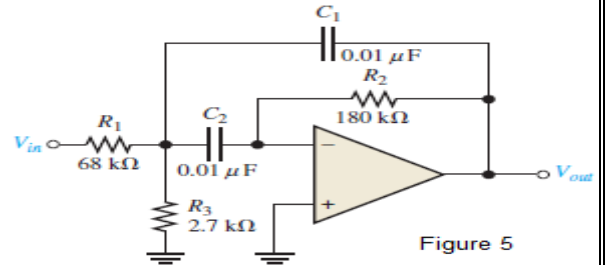 C1
0.01 μF
R2
180 kΩ
R1
C2
Vin
68 kΩ
0.01 μF
−
+
Vout
R3
2.7 kΩ
Figure 5